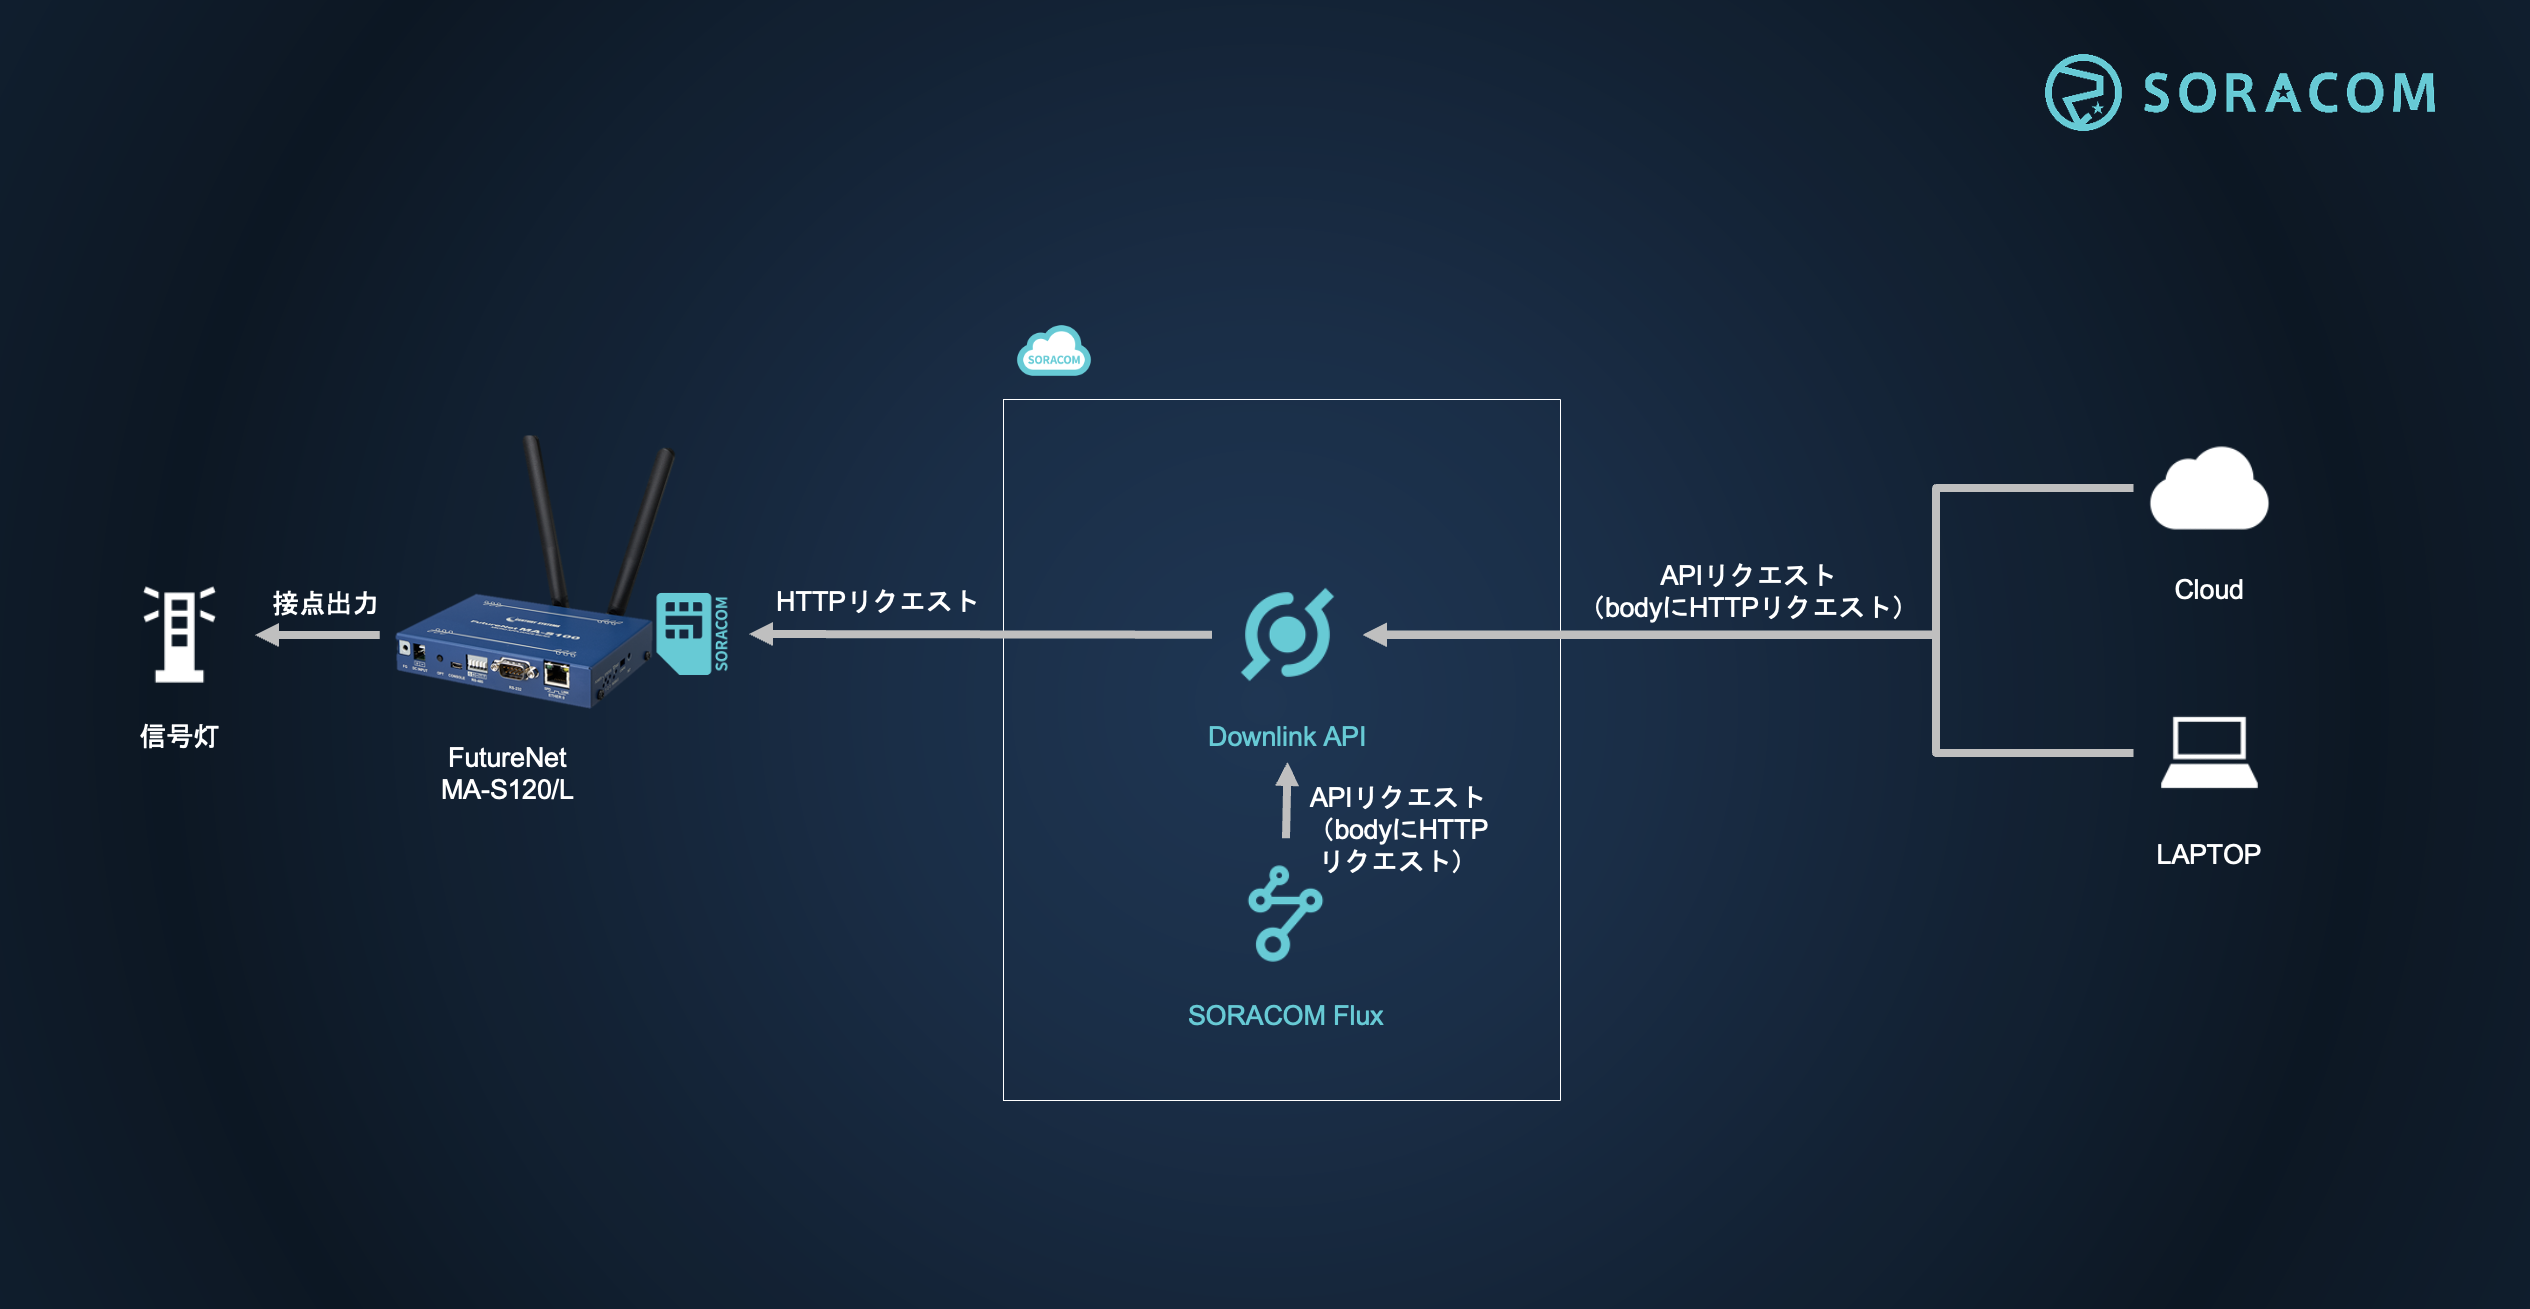 SORACOM
SORACOM
接点出力
信号灯
FutureNet MA-S100
SORACOM
FutureNet
MA-S120/L
HTTPリクエスト
Downlink API
APIリクエスト
（bodyにHTTP
リクエスト）
SORACOM Flux
APIリクエスト
（bodyにHTTPリクエスト）
Cloud
LAPTOP